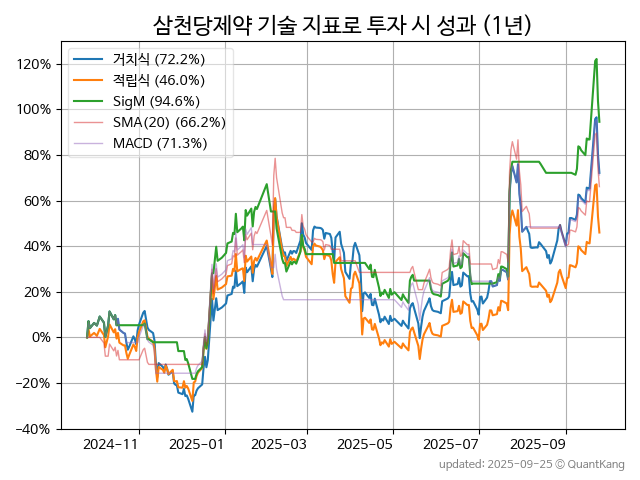 삼천당제약 기술 지표로 투자 시 성과 (1년)
거치식 (72.2%)
적립식 (46.0%)
SigM (94.6%)
SMA(20) (66.2%)
MACD (71.3%)
120%
100%
80%
60%
40%
20%
0%
−20%
−40%
2024-11 2025-01 2025-03 2025-05 2025-07 2025-09
updated: 2025-09-25 © QuantKang